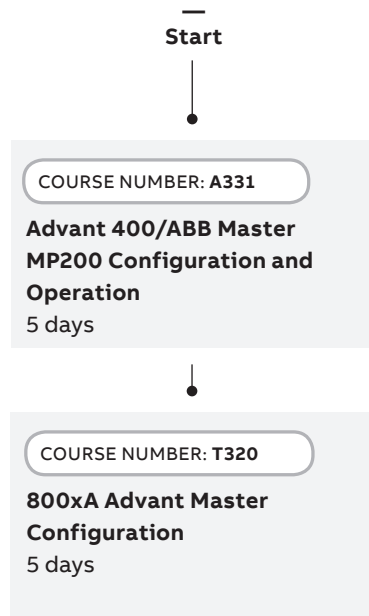 Start
COURSE NUMBER: A331
Advant 400/ABB Master
MP200 Configuration and
Operation
5 days
COURSE NUMBER: T320
800xA Advant Master
Configuration
5 days